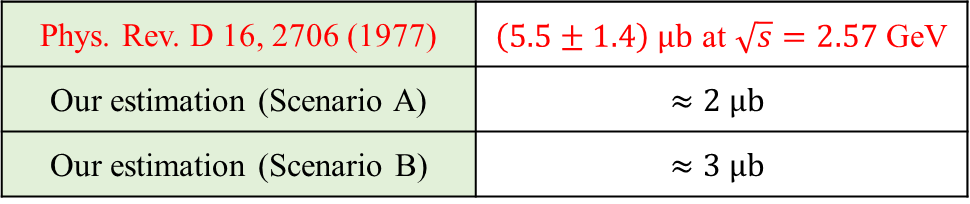 Phys. Rev. D 16, 2706 (1977) (5.5 ± 1.4) μb at √s = 2.57 GeV
Our estimation (Scenario A) ≈ 2 μb
Our estimation (Scenario B) ≈ 3 μb